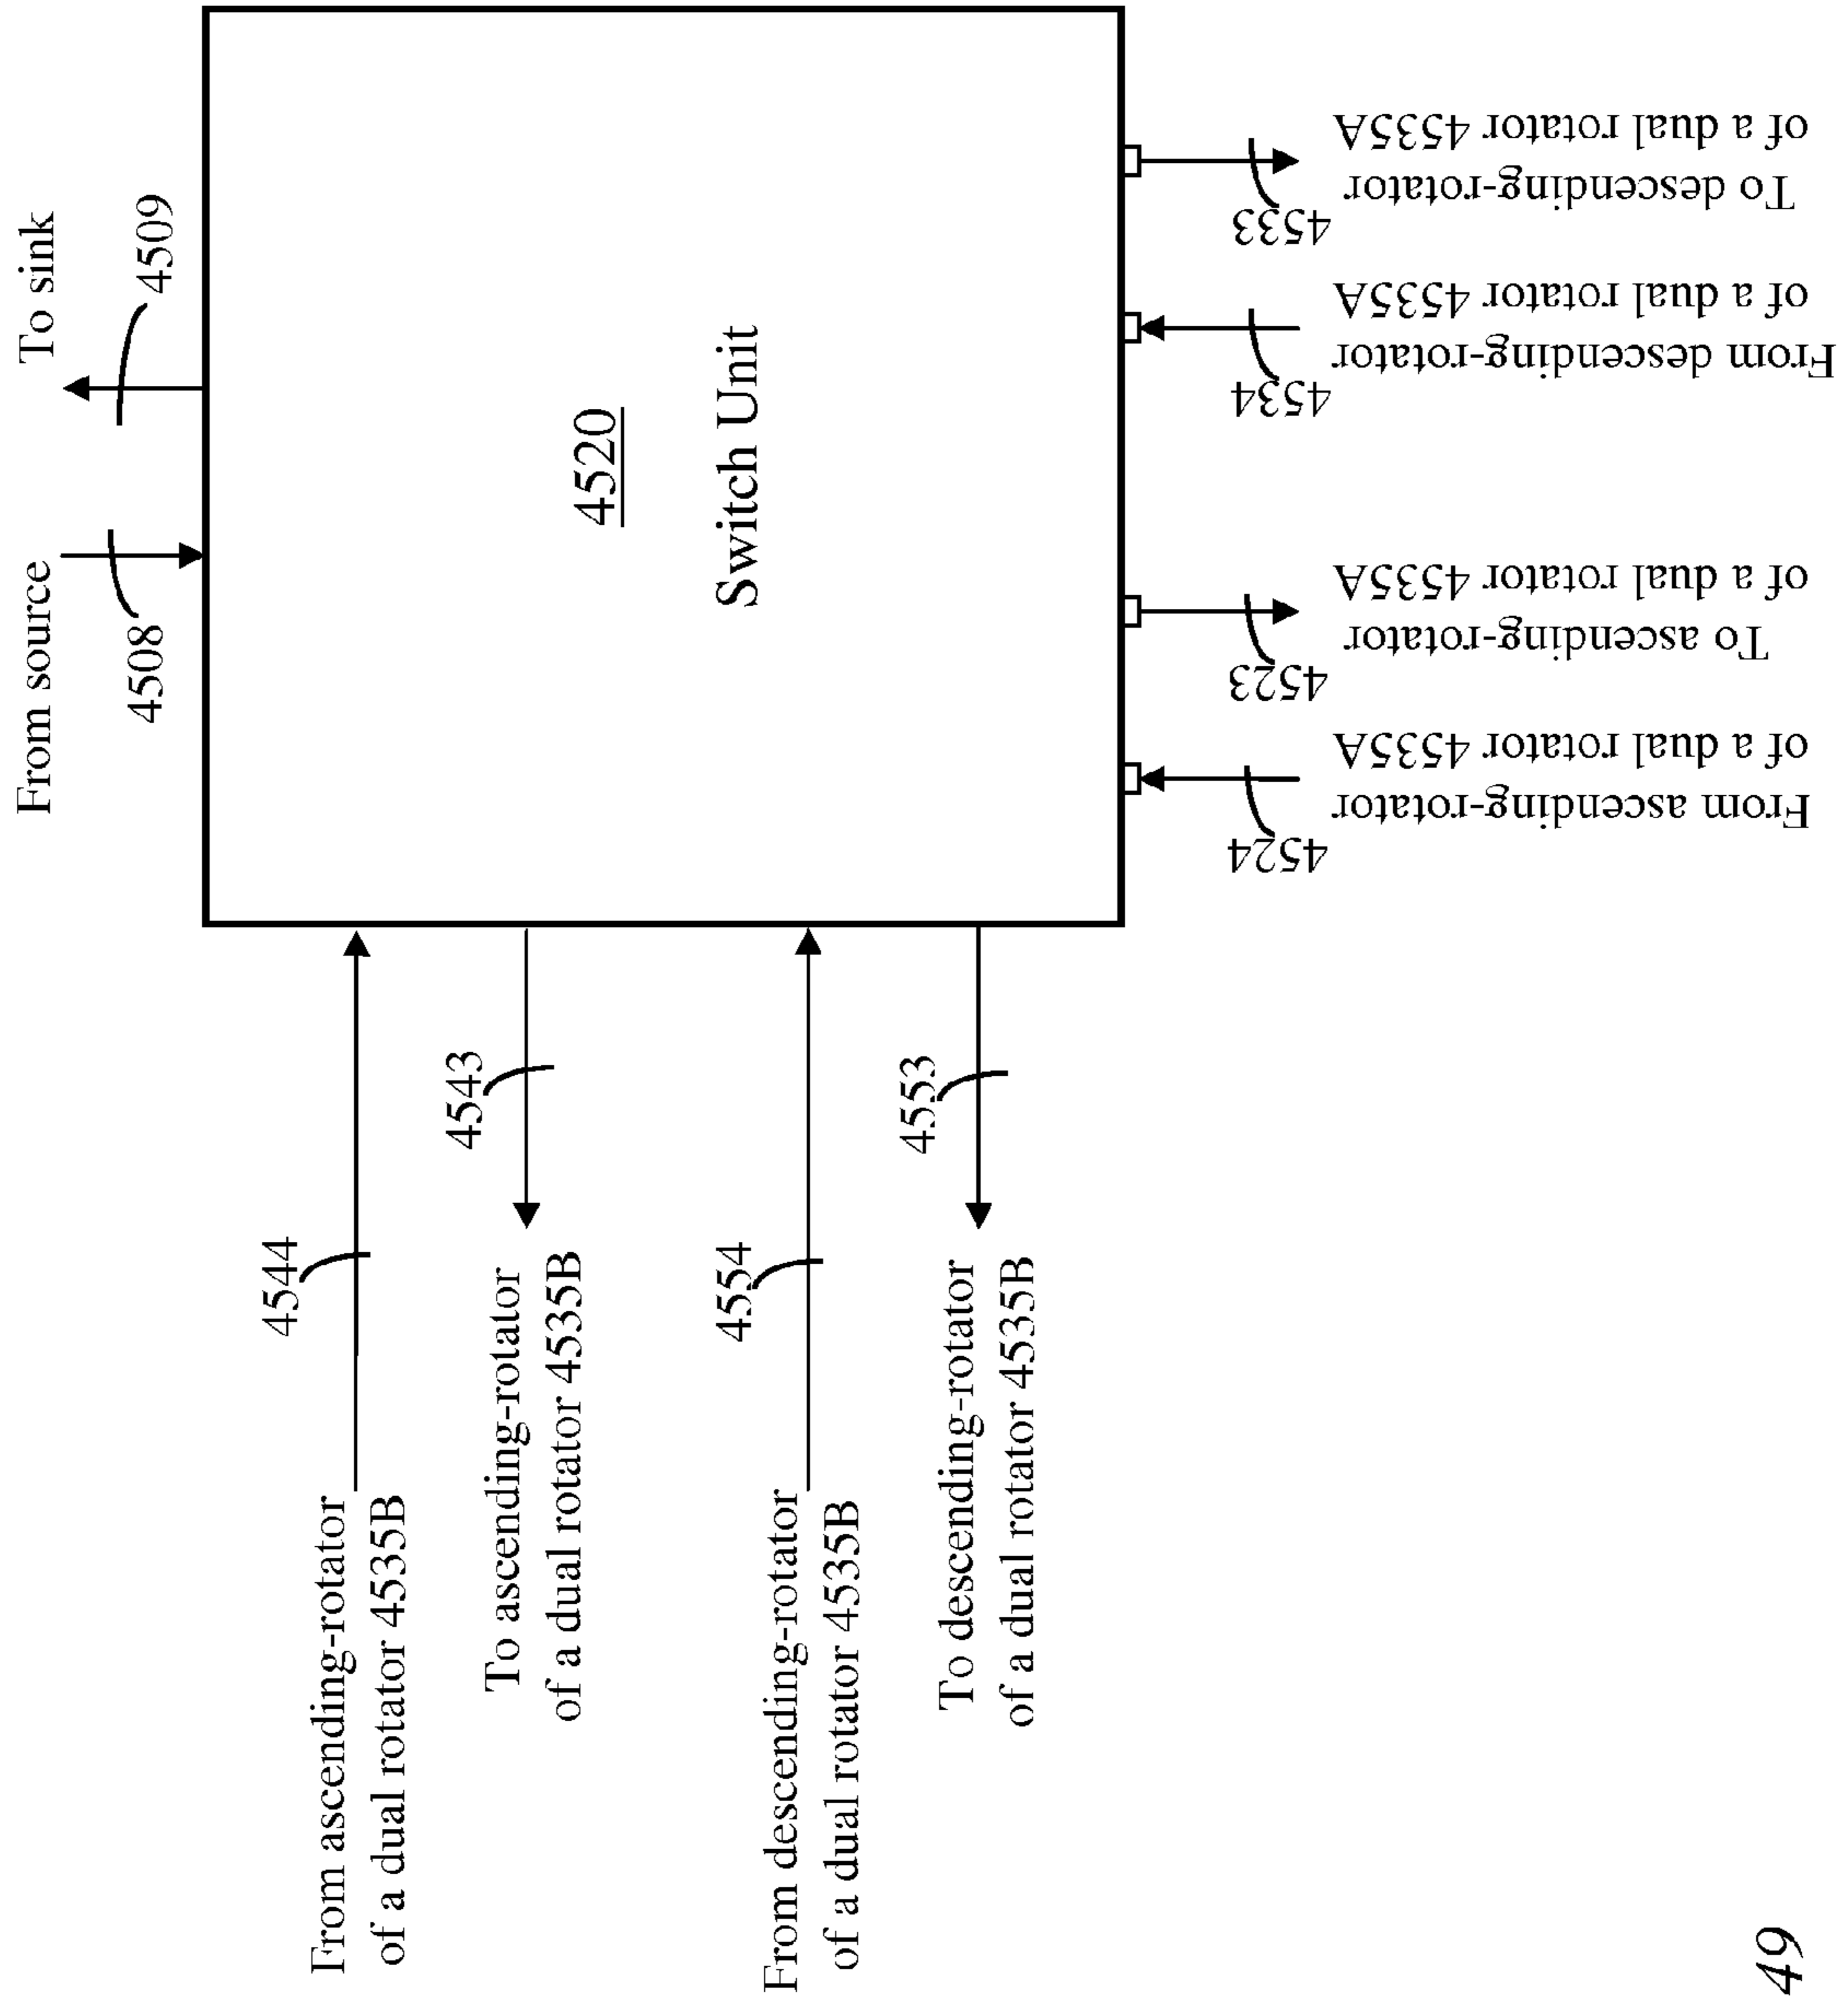 From source
4508
To sink
4509
4520
Switch Unit
4544
From ascending-rotator
of a dual rotator 4535B
4543
To ascending-rotator
of a dual rotator 4535B
4554
From descending-rotator
of a dual rotator 4535B
4553
To descending-rotator
of a dual rotator 4535B
4524
From ascending-rotator
of a dual rotator 4535A
4523
To ascending-rotator
of a dual rotator 4535A
4534
From descending-rotator
of a dual rotator 4535A
4533
To descending-rotator
of a dual rotator 4535A
49